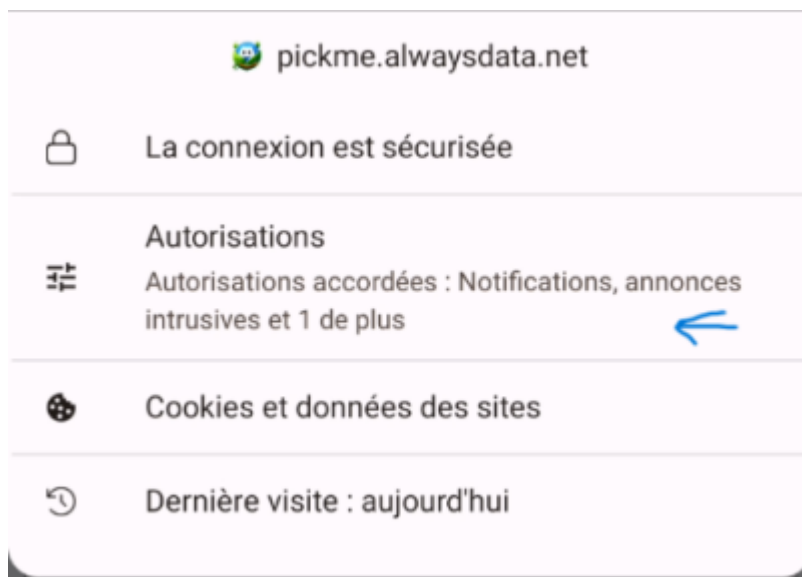 pickme.alwaysdata.net
La connexion est sécurisée
Autorisations
Autorisations accordées : Notifications, annonces
intrusives et 1 de plus
Cookies et données des sites
Dernière visite : aujourd'hui